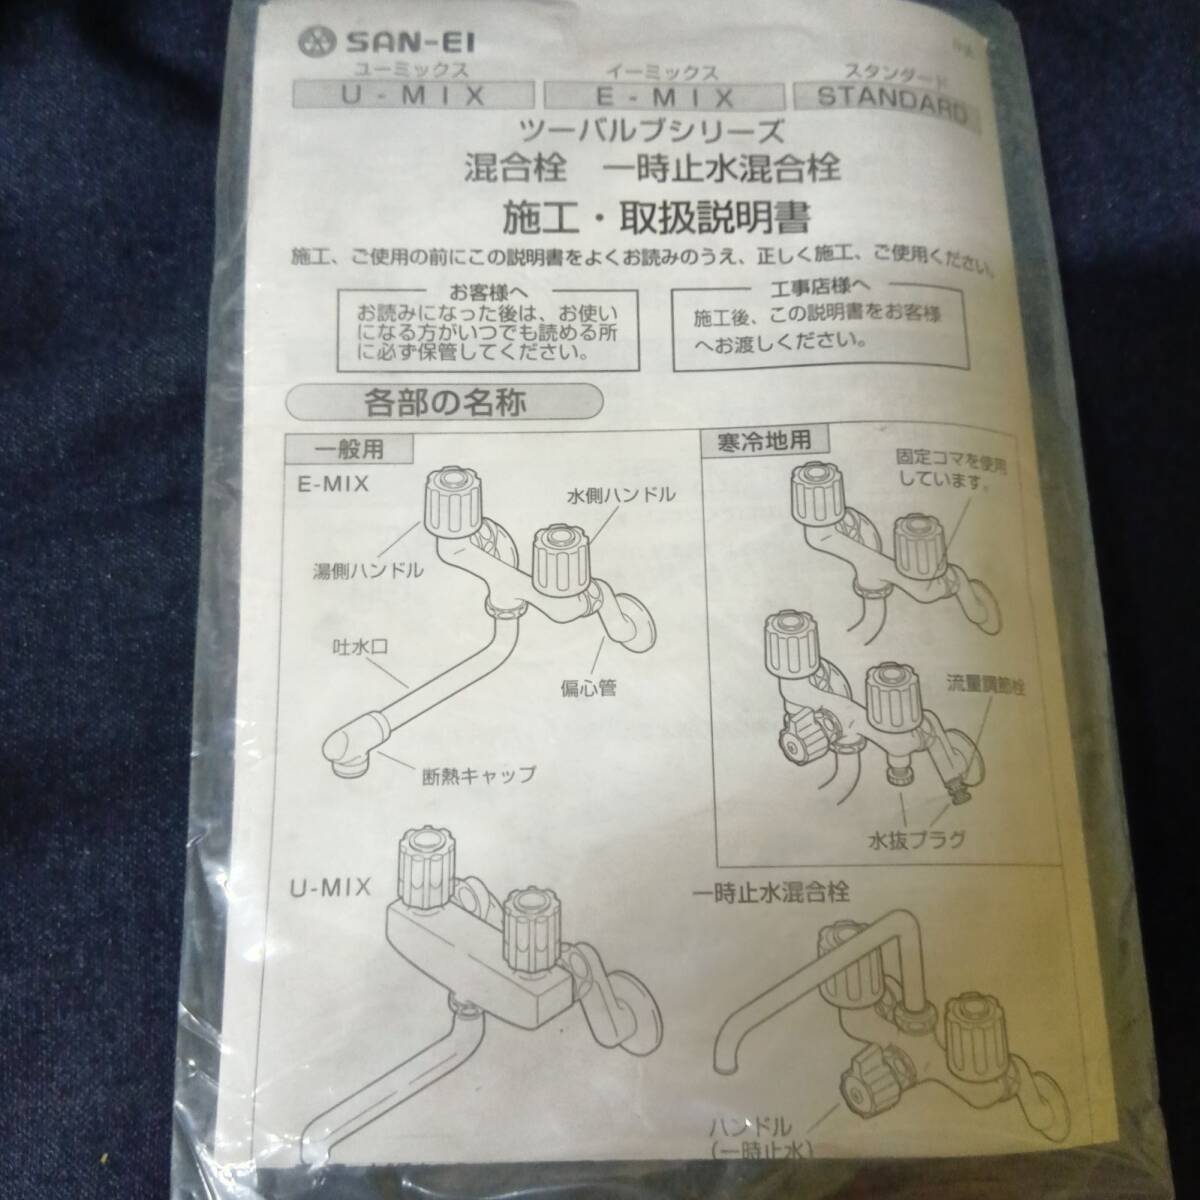 SAN-EI
ユーミックス イーミックス スタンダード
U-MIX E-MIX STANDARD
ツーバルブシリーズ
混合栓 一時止水混合栓
施工・取扱説明書
施工、ご使用の前にこの説明書をよくお読みのうえ、正しく施工、ご使用ください。
お客様へ
お読みになった後は、お使い
になる方がいつでも読める所
に必ず保管してください。
工事店様へ
施工後、この説明書をお客様
へお渡しください。
各部の名称
一般用
E-MIX
水側ハンドル
湯側ハンドル
吐水口
偏心管
断熱キャップ
寒冷地用
固定コマを使用
しています。
流量調節栓
水抜プラグ
U-MIX
一時止水混合栓
ハンドル
(一時止水)